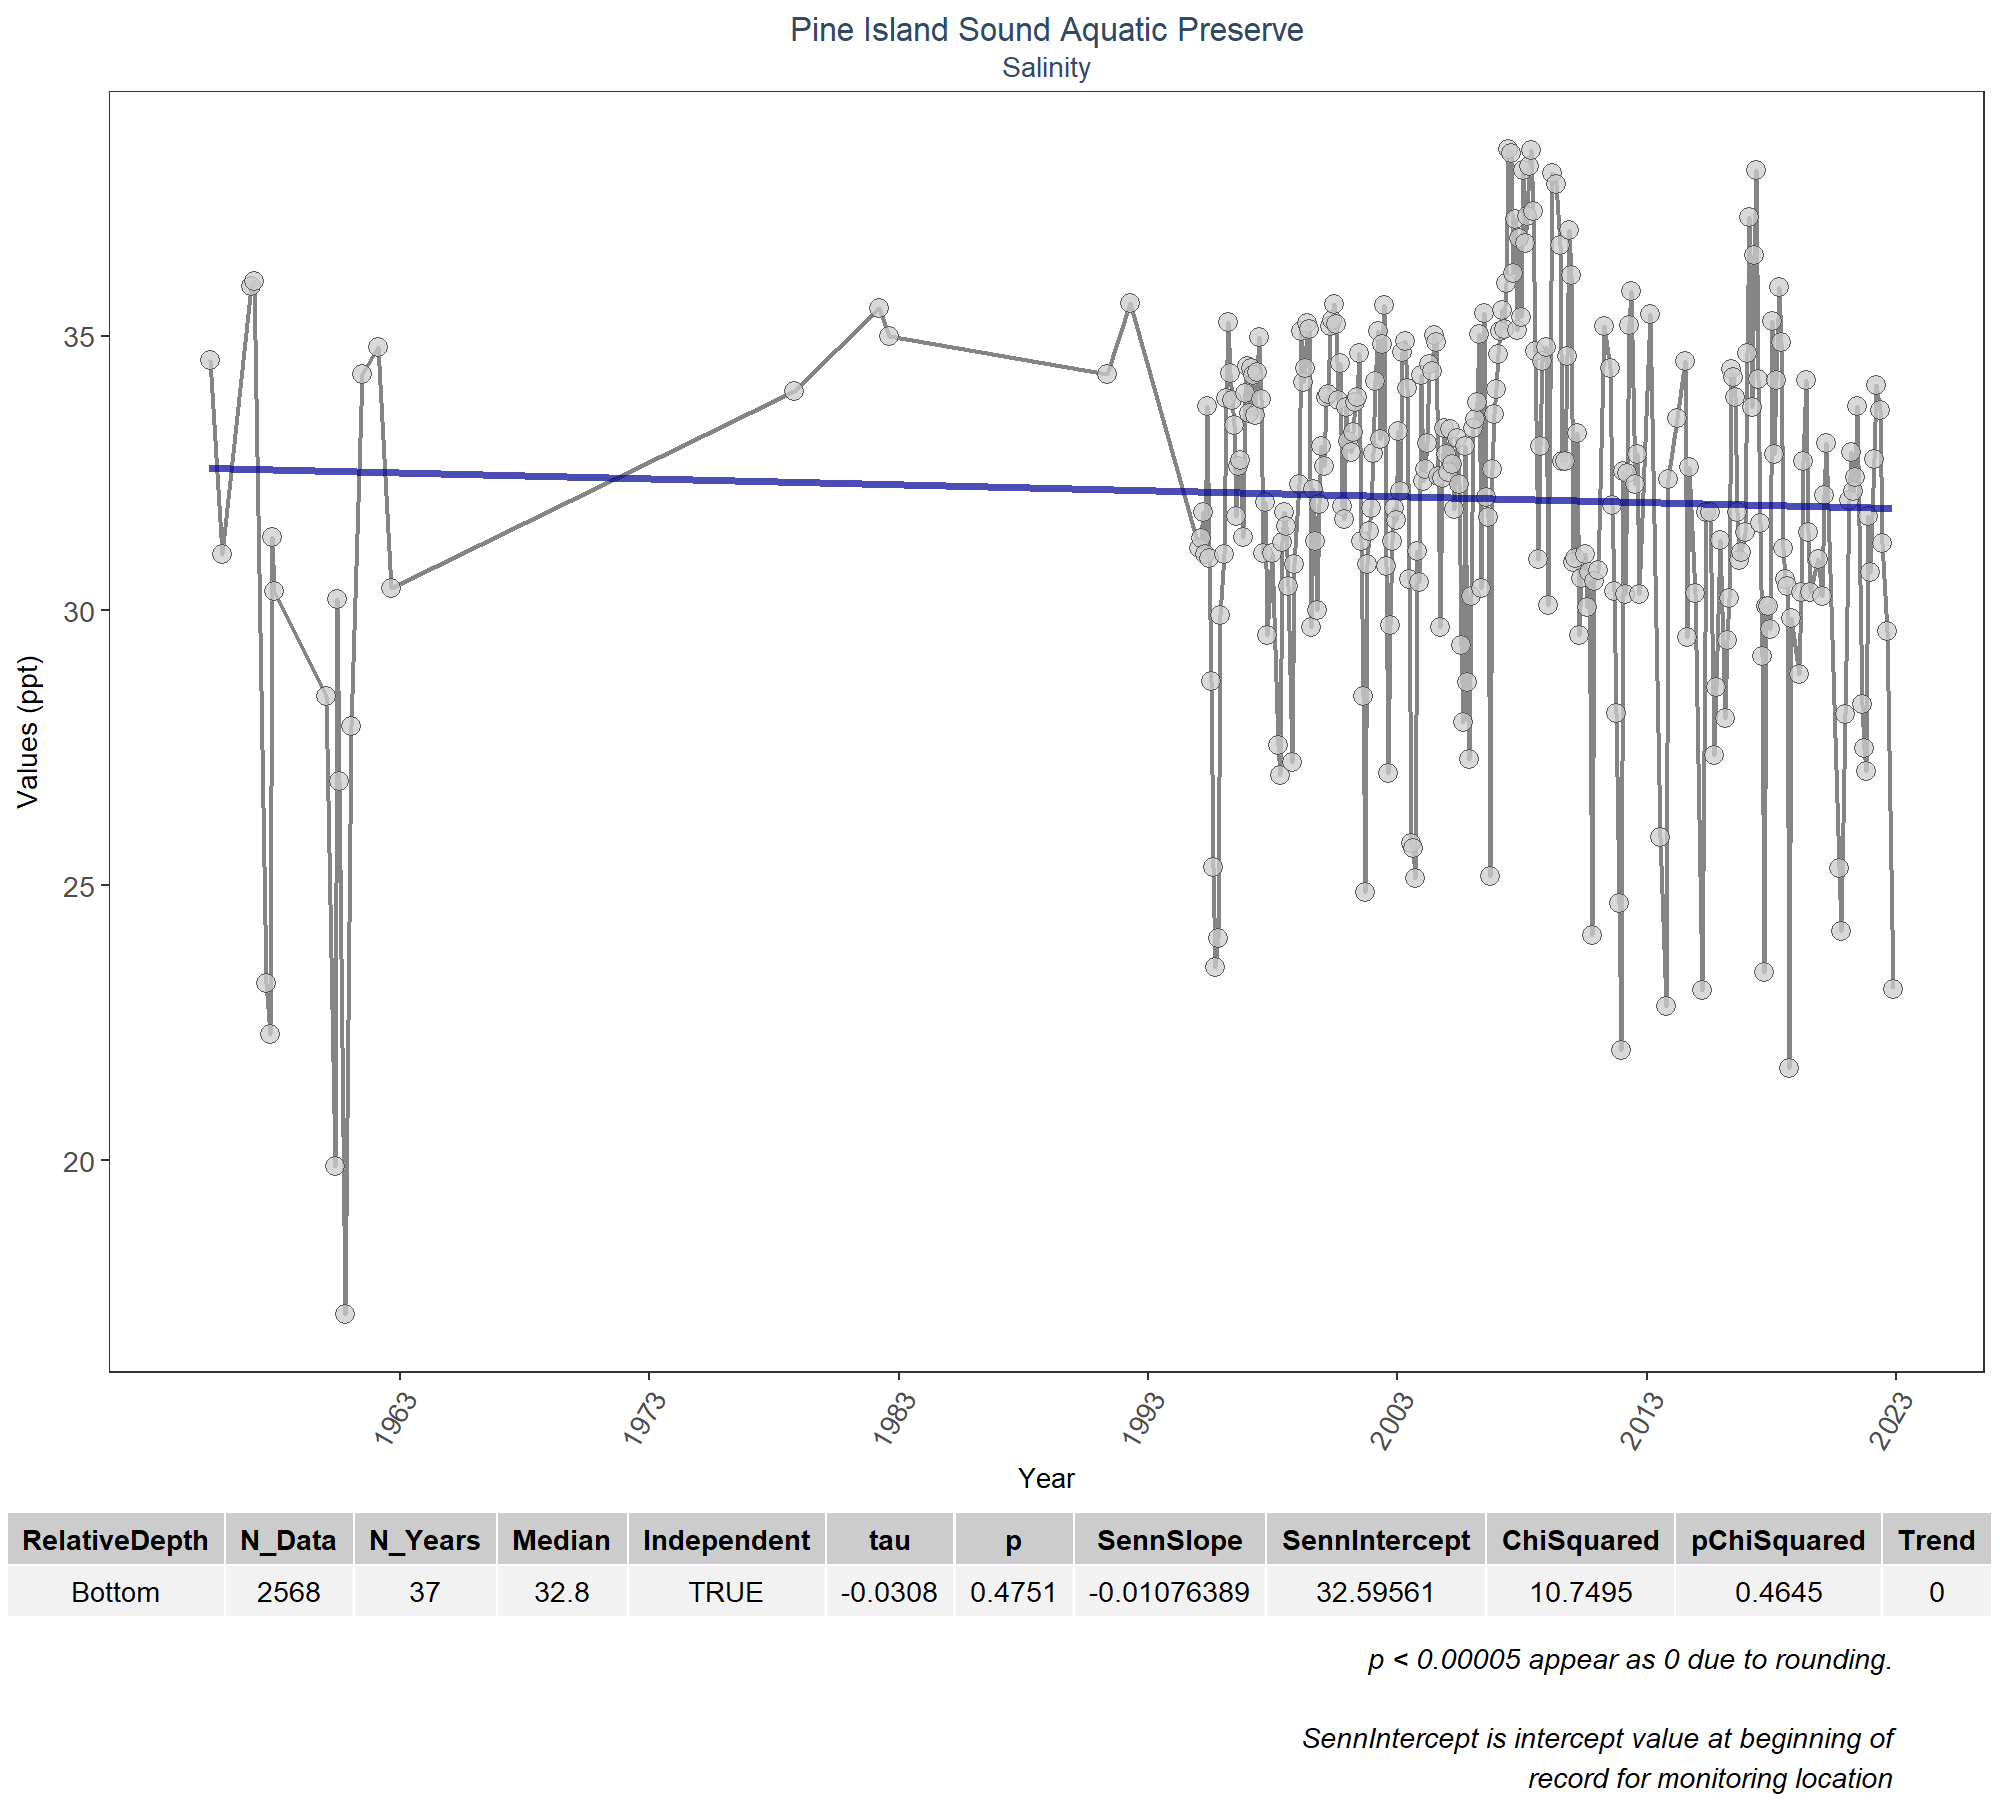 Pine Island Sound Aquatic Preserve
Salinity
35
30
25
20
Values (ppt)
1963
1973
1983
1993
2003
2013
2023
Year
RelativeDepth N_Data N_Years Median Independent tau p SennSlope SennIntercept ChiSquared pChiSquared Trend
Bottom 2568 37 32.8 TRUE -0.0308 0.4751 -0.01076389 32.59561 10.7495 0.4645 0
p < 0.00005 appear as 0 due to rounding.
SennIntercept is intercept value at beginning of
record for monitoring location